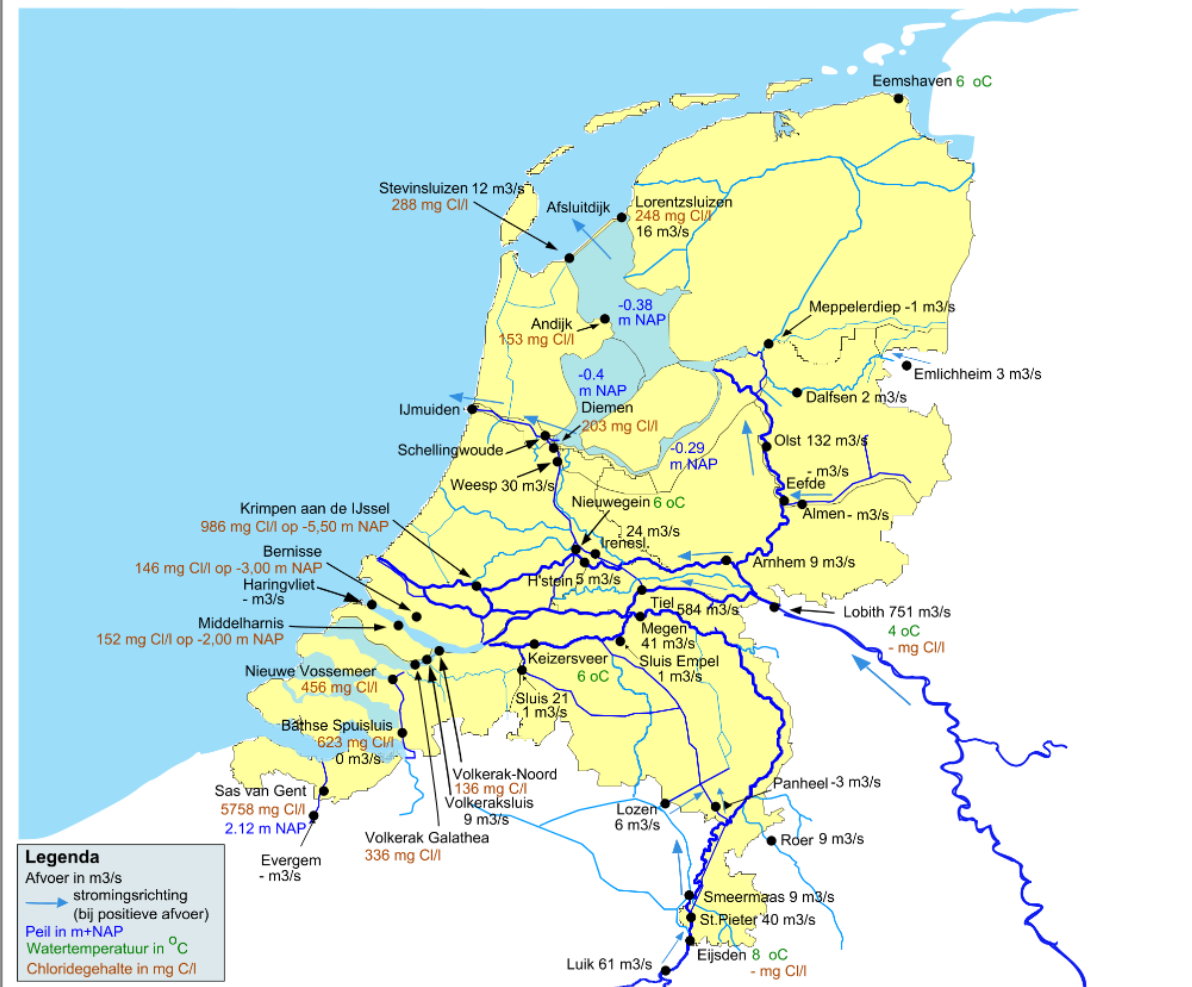 Eemshaven 6 oC
Stevinsluizen 12 m3/s
288 mg Cl/l
Afsluitdijk
Lorentzsluizen
248 mg Cl/l
16 m3/s
-0.38
m NAP
Meppelerdiep -1 m3/s
Andijk
153 mg Cl/l
Emlichheim 3 m3/s
-0.4
m NAP
Dalfsen 2 m3/s
IJmuiden
Diemen
203 mg Cl/l
Schellingwoude
-0.29
m NAP
Olst 132 m3/s
- m3/s
Eefde
Weesp 30 m3/s
Almen - m3/s
Nieuwegein 6 oC
Krimpen aan de IJssel
986 mg Cl/l op -5,50 m NAP
24 m3/s
Irenesl.
Bernisse
146 mg Cl/l op -3,00 m NAP
Arnhem 9 m3/s
H'stein 5 m3/s
Haringvliet
- m3/s
Tiel 584 m3/s
Lobith 751 m3/s
4 oC
- mg Cl/l
Middelharnis
152 mg Cl/l op -2,00 m NAP
Megen
41 m3/s
Keizersveer
6 oC
Sluis Empel
1 m3/s
Nieuwe Vossemeer
456 mg Cl/l
Sluis 21
1 m3/s
Bathse Spuisluis
623 mg Cl/l
0 m3/s
Volkerak-Noord
136 mg C/l
Panheel -3 m3/s
Sas van Gent
5758 mg Cl/l
2.12 m NAP
Volkeraksluis
9 m3/s
Lozen
6 m3/s
Volkerak Galathea
336 mg Cl/l
Roer 9 m3/s
Evergem
- m3/s
Smeermaas 9 m3/s
St.Pieter 40 m3/s
Eijsden 8 oC
- mg Cl/l
Luik 61 m3/s
Legenda
Afvoer in m3/s
stromingsrichting
(bij positieve afvoer)
Peil in m+NAP
Watertemperatuur in oC
Chloridegehalte in mg C/l